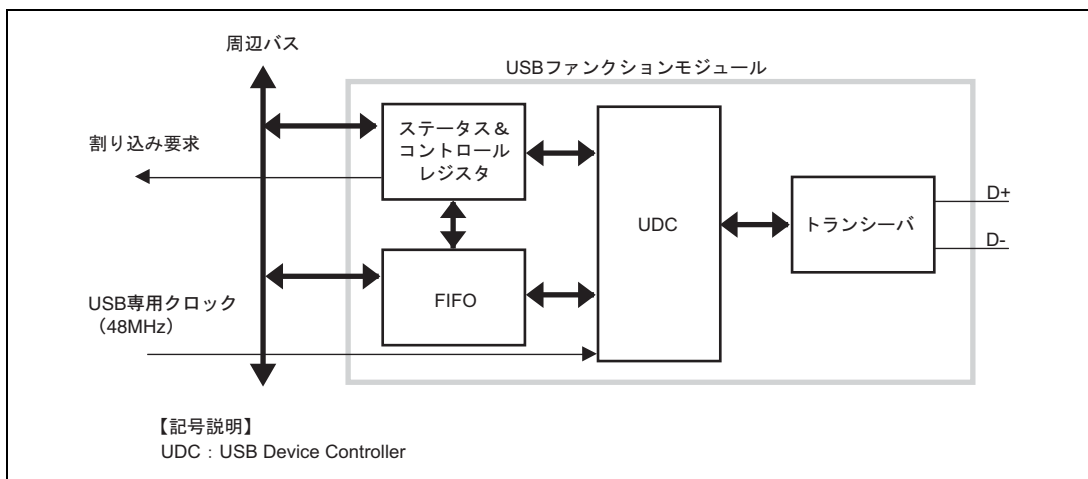 周辺バス
USBファンクションモジュール
割り込み要求
ステータス＆
コントロール
レジスタ
UDC
トランシーバ
D+
D-
FIFO
USB専用クロック
（48MHz）
【記号説明】
UDC：USB Device Controller